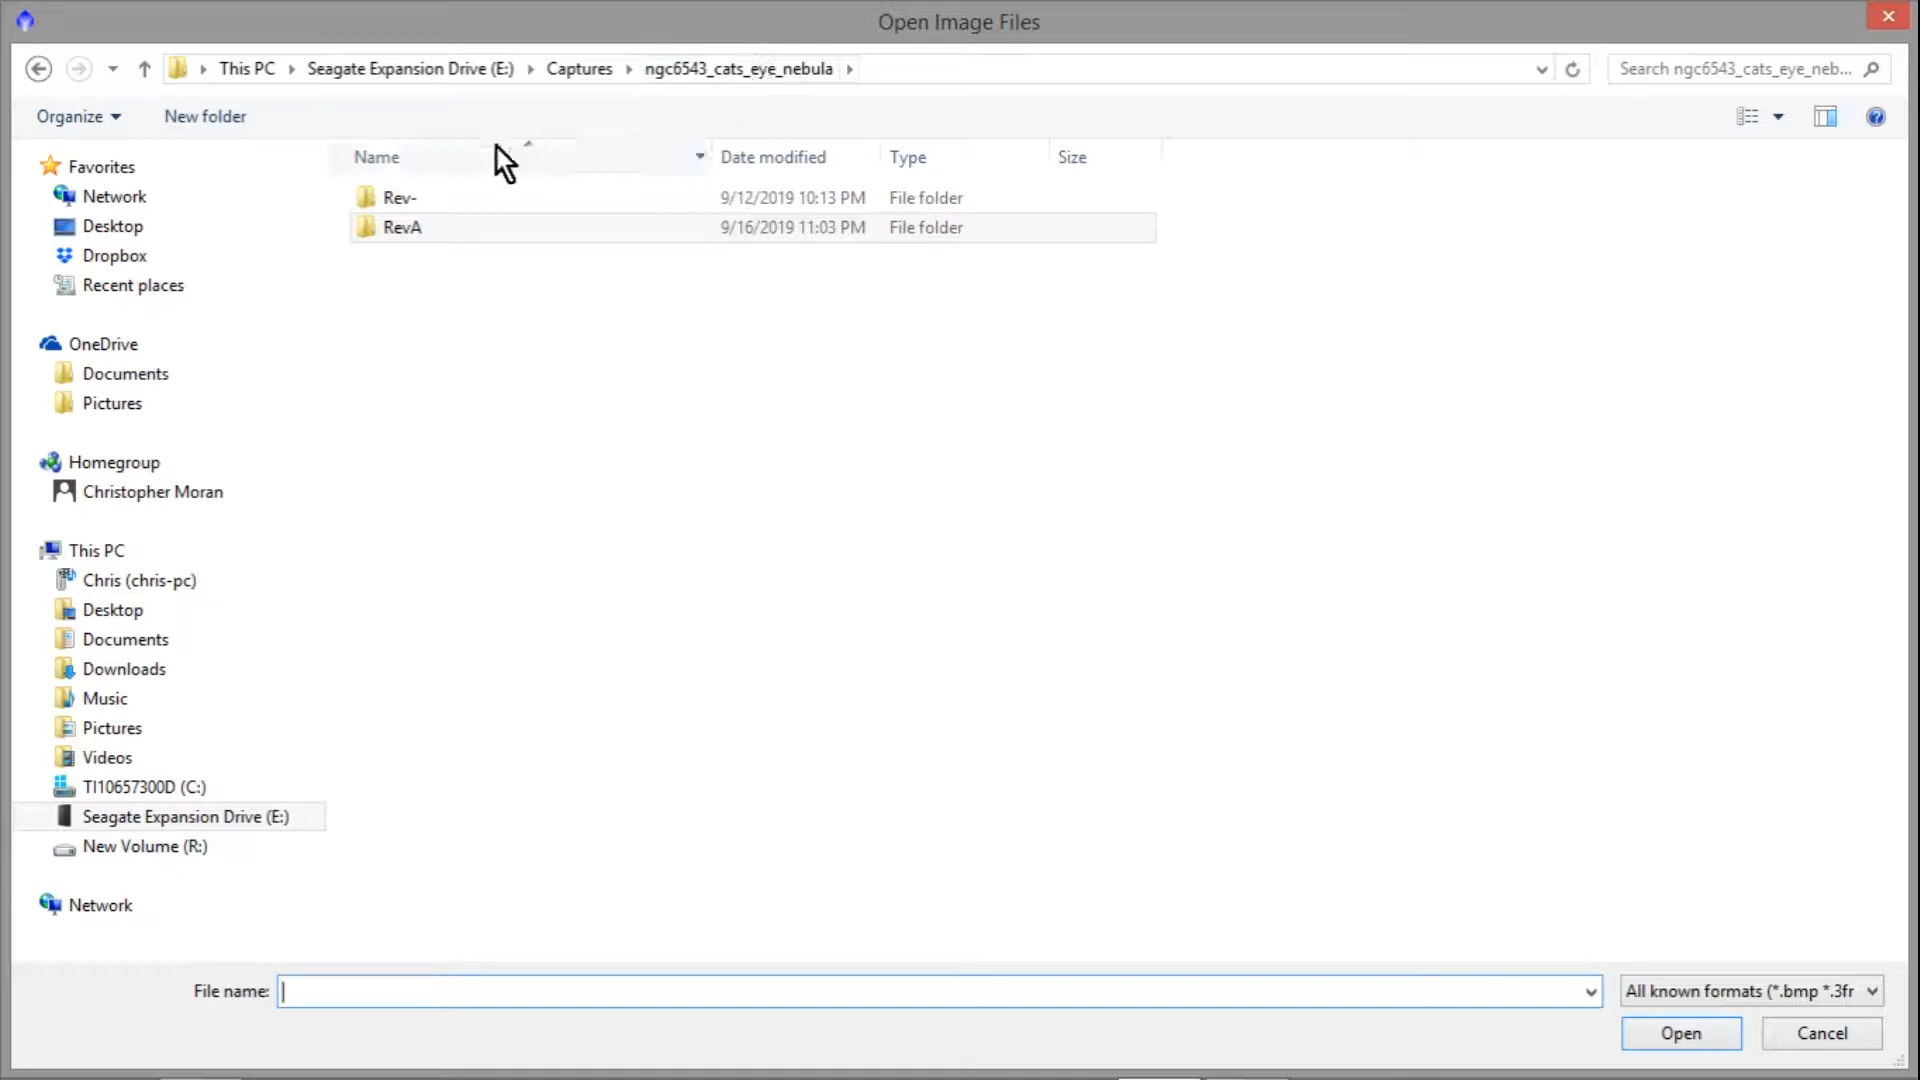 Open Image Files
This PC Seagate Expansion Drive (E:) Captures ngc6543_cats_eye_nebula
Search ngc6543_cats_eye_neb...
Organize New folder
Name Date modified Type Size
Rev- 9/12/2019 10:13 PM File folder
RevA 9/16/2019 11:03 PM File folder
Favorites
Network
Desktop
Dropbox
Recent places
OneDrive
Documents
Pictures
Homegroup
Christopher Moran
This PC
Chris (chris-pc)
Desktop
Documents
Downloads
Music
Pictures
Videos
TI10657300D (C:)
Seagate Expansion Drive (E:)
New Volume (R:)
Network
File name:
All known formats (*.bmp *.3fr
Open Cancel